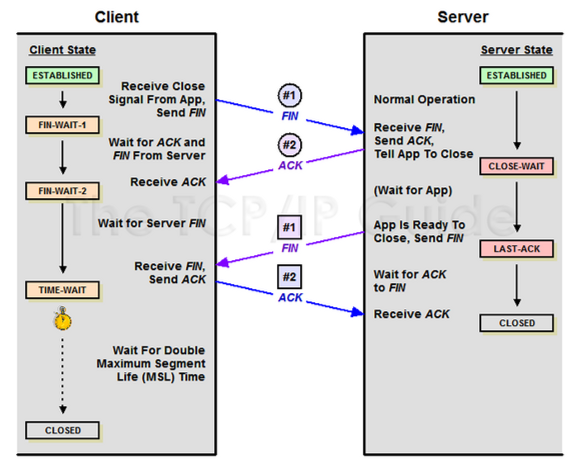 Client
Server
Client State
Server State
ESTABLISHED
ESTABLISHED
Receive Close
Signal From App,
Send FIN
#1
FIN
Normal Operation
FIN-WAIT-1
Receive FIN,
Send ACK,
Tell App To Close
Wait for ACK and
FIN From Server
#2
ACK
CLOSE-WAIT
Receive ACK
FIN-WAIT-2
(Wait for App)
The TCP/IP Guide
Wait for Server FIN
#1
FIN
App Is Ready To
Close, Send FIN
LAST-ACK
Receive FIN,
Send ACK
#2
ACK
Wait for ACK
to FIN
TIME-WAIT
Receive ACK
CLOSED
Wait For Double
Maximum Segment
Life (MSL) Time
CLOSED